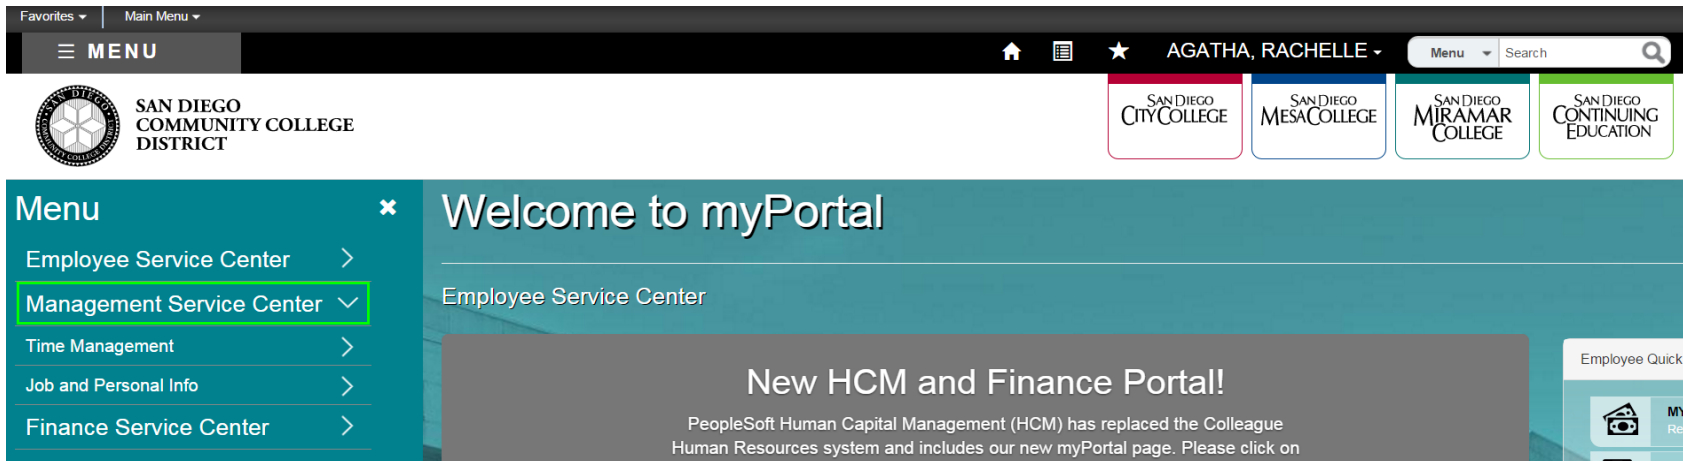 Favorites
Main Menu
MENU
AGATHA, RACHELLE
Menu
Search
SAN DIEGO
COMMUNITY COLLEGE
DISTRICT
SAN DIEGO
CITY COLLEGE
SAN DIEGO
MESA COLLEGE
SAN DIEGO
MIRAMAR
COLLEGE
SAN DIEGO
CONTINUING
EDUCATION
Menu
Employee Service Center
Management Service Center
Time Management
Job and Personal Info
Finance Service Center
Welcome to myPortal
Employee Service Center
New HCM and Finance Portal!
PeopleSoft Human Capital Management (HCM) has replaced the Colleague
Human Resources system and includes our new myPortal page. Please click on
Employee Quick
MY
Re